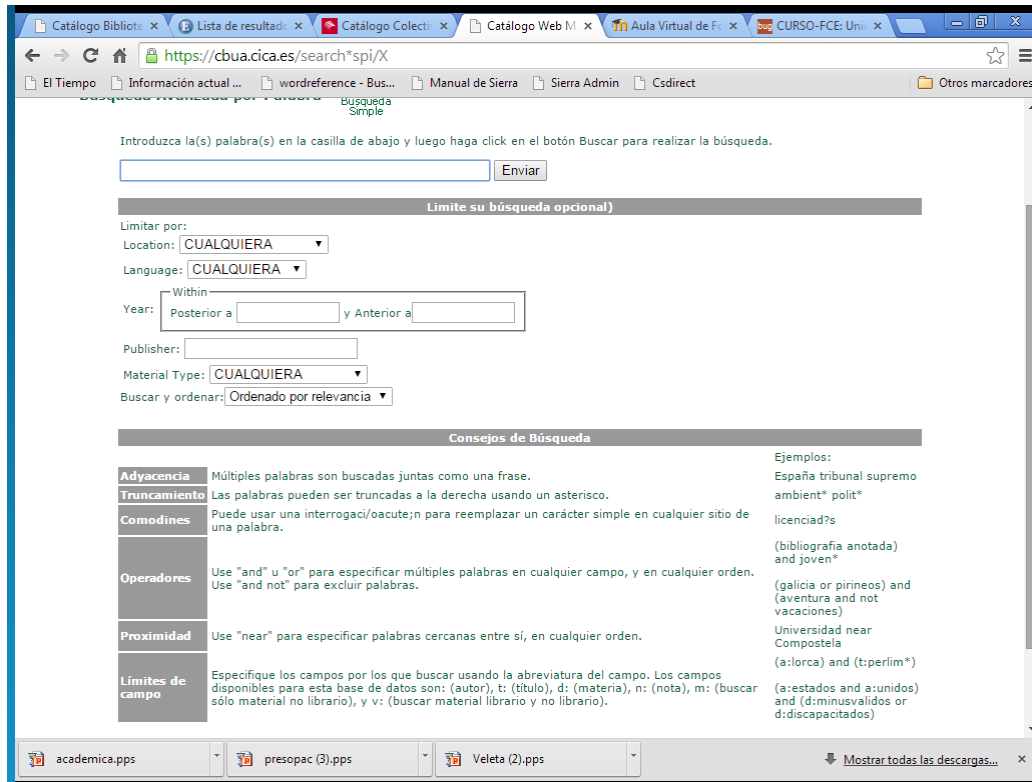 Catálogo Bibliote
Lista de resultado
Catálogo Colecti
Catálogo Web M
Aula Virtual de Fo
CURSO-FCE: Uni
https://cbua.cica.es/search*spi/X
El Tiempo
Información actual ...
wordreference - Bus...
Manual de Sierra
Sierra Admin
Csdirect
Otros marcadores
Búsqueda Avanzada por Palabra
Búsqueda
Simple
Introduzca la(s) palabra(s) en la casilla de abajo y luego haga click en el botón Buscar para realizar la búsqueda.
Enviar
Limite su búsqueda opcional)
Limitar por:
Location: CUALQUIERA
Language: CUALQUIERA
Within
Year: Posterior a y Anterior a
Publisher:
Material Type: CUALQUIERA
Buscar y ordenar: Ordenado por relevancia
Consejos de Búsqueda
Ejemplos:
Adyacencia Múltiples palabras son buscadas juntas como una frase. España tribunal supremo
Truncamiento Las palabras pueden ser truncadas a la derecha usando un asterisco. ambient* polit*
Comodines Puede usar una interrogaci/oacute;n para reemplazar un carácter simple en cualquier sitio de
una palabra. licenciad?s
Operadores Use "and" u "or" para especificar múltiples palabras en cualquier campo, y en cualquier orden.
Use "and not" para excluir palabras.
(bibliografia anotada)
and joven*
(galicia or pirineos) and
(aventura and not
vacaciones)
Proximidad Use "near" para especificar palabras cercanas entre sí, en cualquier orden.
Universidad near
Compostela
Límites de
campo
Especifique los campos por los que buscar usando la abreviatura del campo. Los campos
disponibles para esta base de datos son: (autor), t: (título), d: (materia), n: (nota), m: (buscar
sólo material no librario), y v: (buscar material librario y no librario).
(a:lorca) and (t:perlim*)
(a:estados and a:unidos)
and (d:minusvalidos or
d:discapacitados)
academica.pps
presopac (3).pps
Veleta (2).pps
Mostrar todas las descargas...